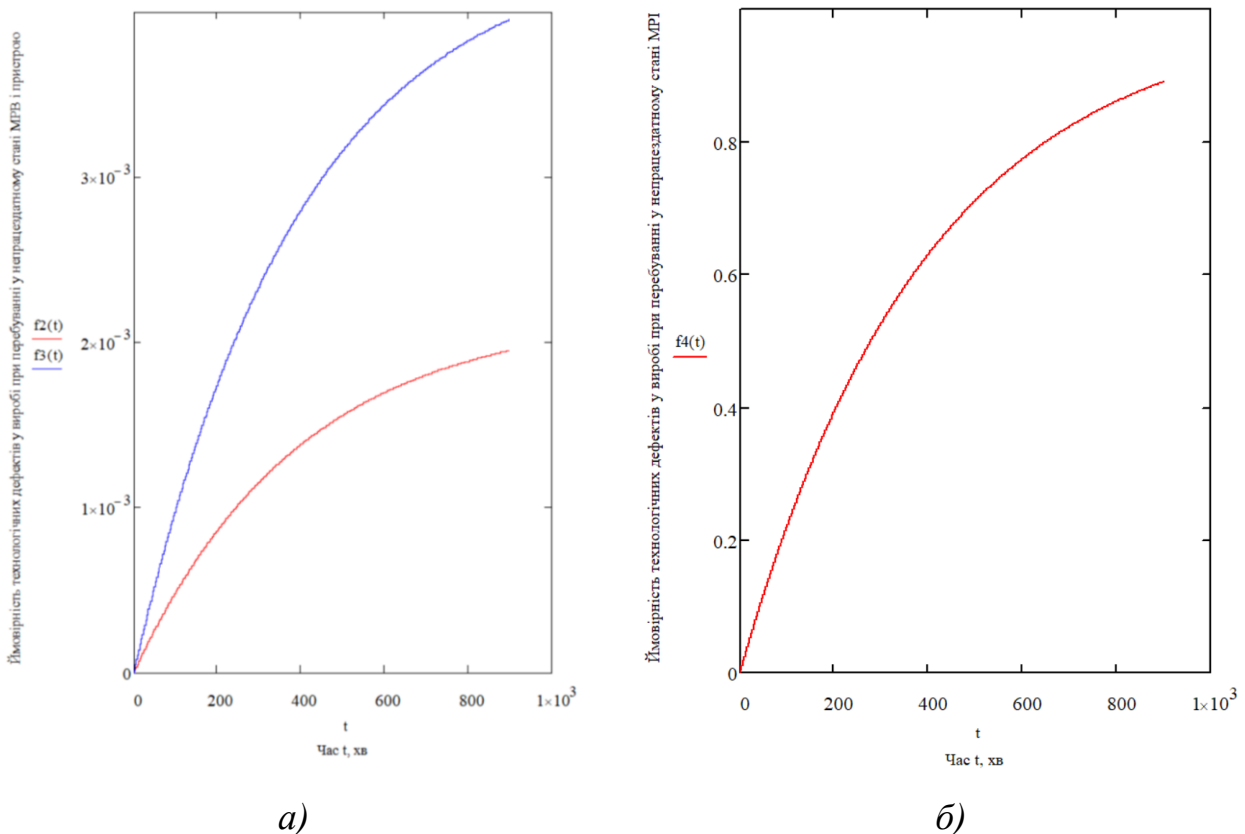 Ймовірність технологічних дефектів у виробі при перебуванні у непрацездатному стані МРВ і пристрою
f2(t)
f3(t)
3×10⁻³
2×10⁻³
1×10⁻³
0
0 200 400 600 800 1×10³
t
Час t, хв
а)
Ймовірність технологічних дефектів у виробі при перебуванні у непрацездатному стані МРІ
f4(t)
0.8
0.6
0.4
0.2
0
0 200 400 600 800 1×10³
t
Час t, хв
б)